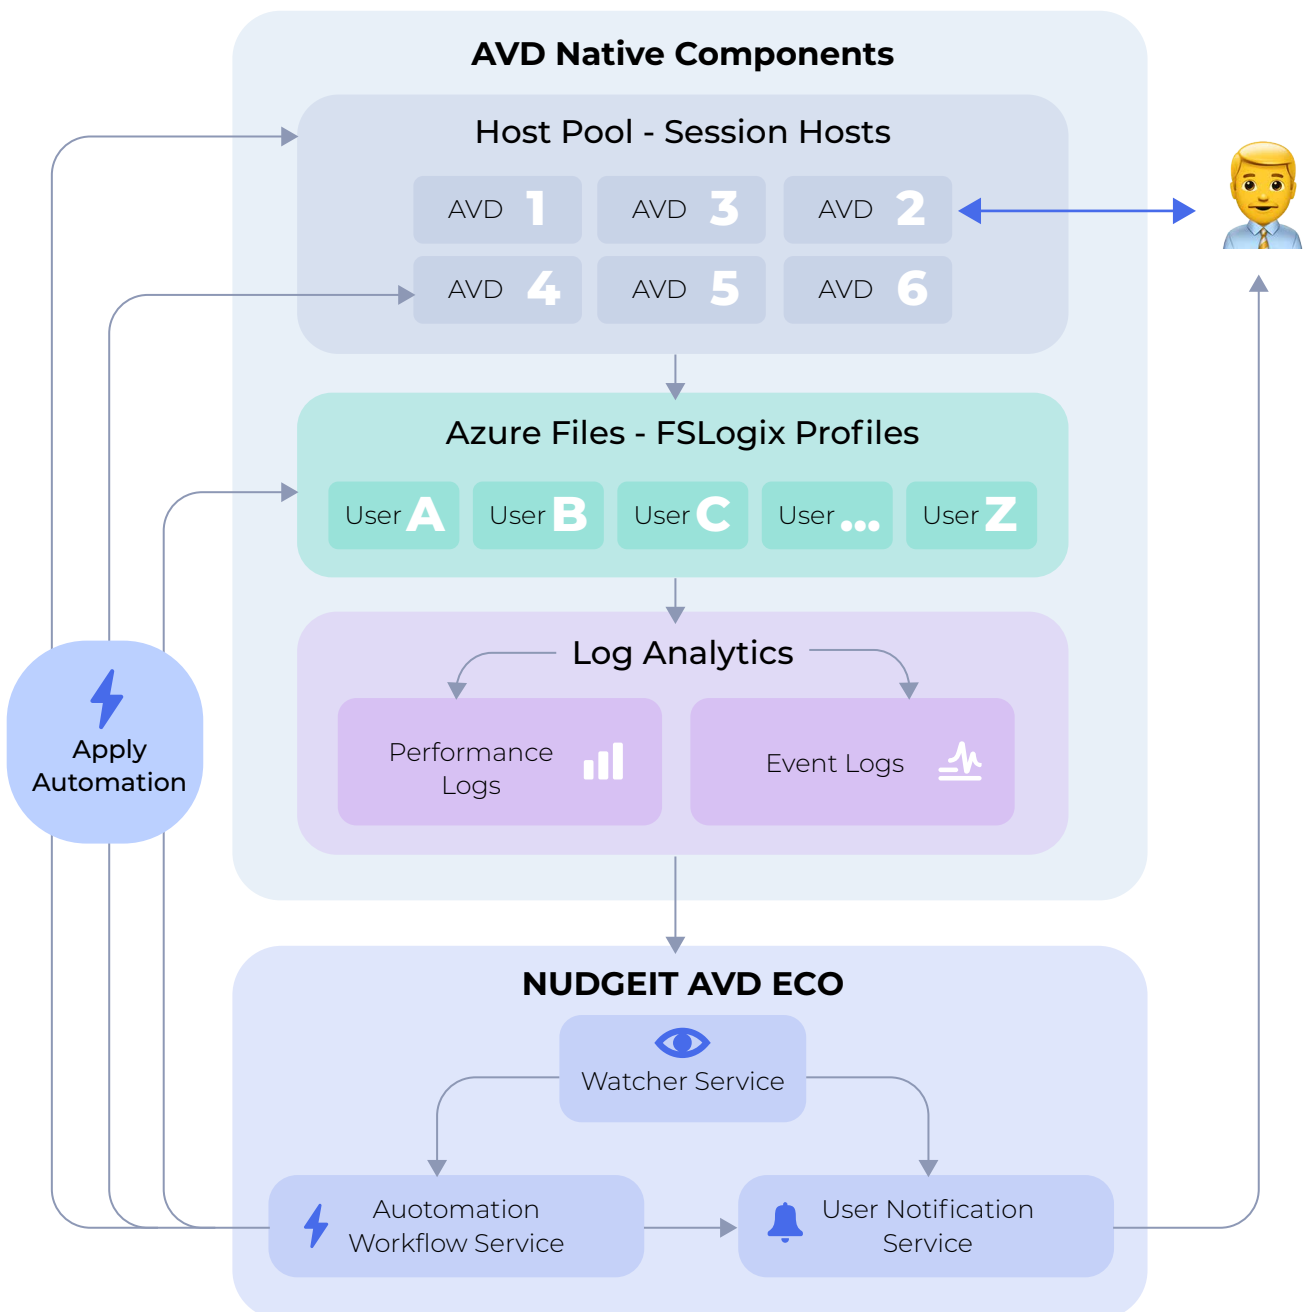 AVD Native Components
Host Pool - Session Hosts
AVD 1
AVD 3
AVD 2
AVD 4
AVD 5
AVD 6
Azure Files - FSLogix Profiles
User A
User B
User C
User ...
User Z
Log Analytics
Performance
Logs
Event Logs
Apply
Automation
NUDGEIT AVD ECO
Watcher Service
Auotomation
Workflow Service
User Notification
Service